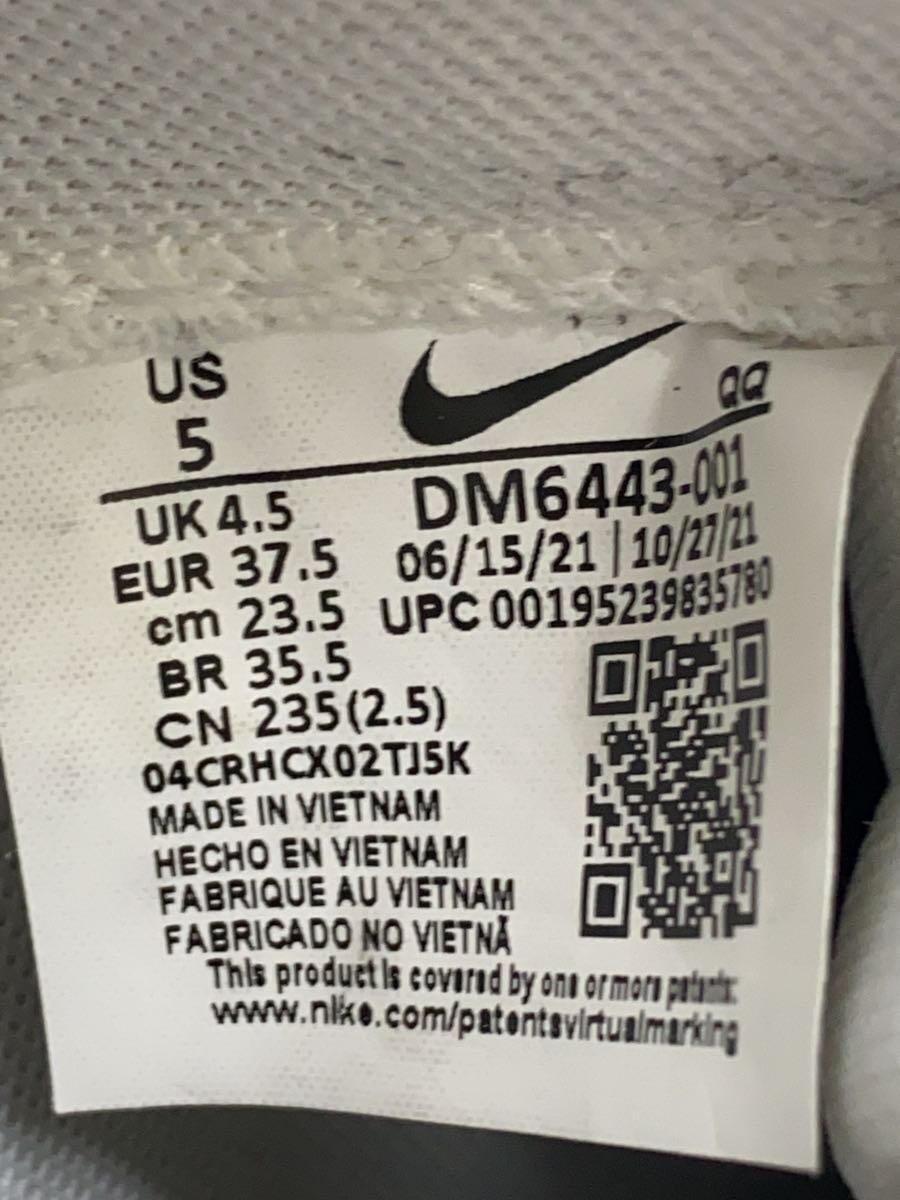 US
5
QQ
UK 4.5
DM6443-001
EUR 37.5
06/15/21 | 10/27/21
cm 23.5
UPC 00195239835780
BR 35.5
CN 235(2.5)
04CRHCX02TJ5K
MADE IN VIETNAM
HECHO EN VIETNAM
FABRIQUE AU VIETNAM
FABRICADO NO VIETNÃ
This product is covered by one or more patents:
www.nike.com/patentsvirtualmarking